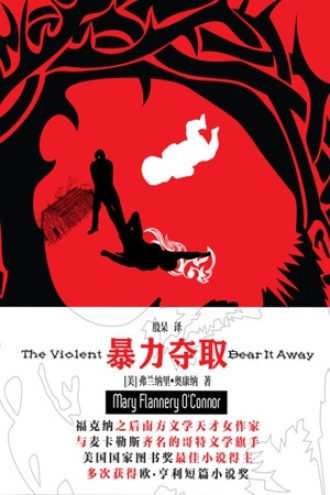 殷杲 译
The Violent 暴力夺取 Bear It Away
[美] 弗兰纳里·奥康纳 著
Mary Flannery O'Connor
福克纳之后南方文学天才女作家
与麦卡勒斯齐名的哥特文学旗手
美国国家图书奖最佳小说得主
多次获得欧·亨利短篇小说奖